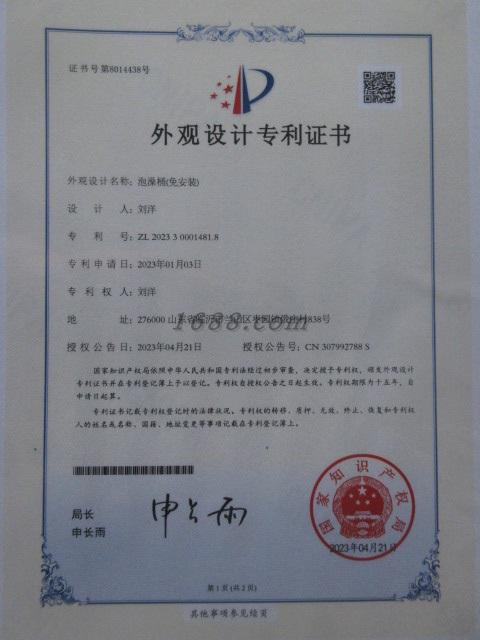 证书号第8014438号
外观设计专利证书
外观设计名称：泡澡桶(免安装)
设计人：刘洋
专利号：ZL 2023 3 0001481.8
专利申请日：2023年01月03日
专利权人：刘洋
地址：276000 山东省临沂市兰山区枣园镇 838号
1688.com
授权公告日：2023年04月21日 授权公告号：CN 307992788 S
国家知识产权局依照中华人民共和国专利法经过初步审查，决定授予专利权，颁发外观设计
专利证书并在专利登记簿上予以登记。专利权自授权公告之日起生效。专利权期限为十五年，自
申请日起算。
专利证书记载专利权登记时的法律状况。专利权的转移、质押、无效、终止、恢复和专利权
人的姓名或名称、国籍、地址变更等事项记载在专利登记簿上。
局长
申长雨
申长雨
国家知识产权局
2023年04月21日
第1页(共2页)
其他事项参见续页